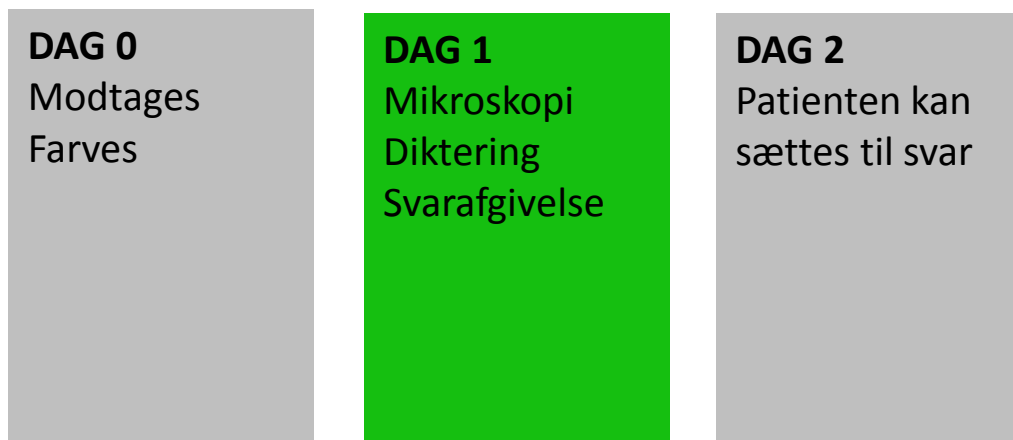 DAG 0
Modtages
Farves
DAG 1
Mikroskopi
Diktering
Svarafgivelse
DAG 2
Patienten kan
sættes til svar